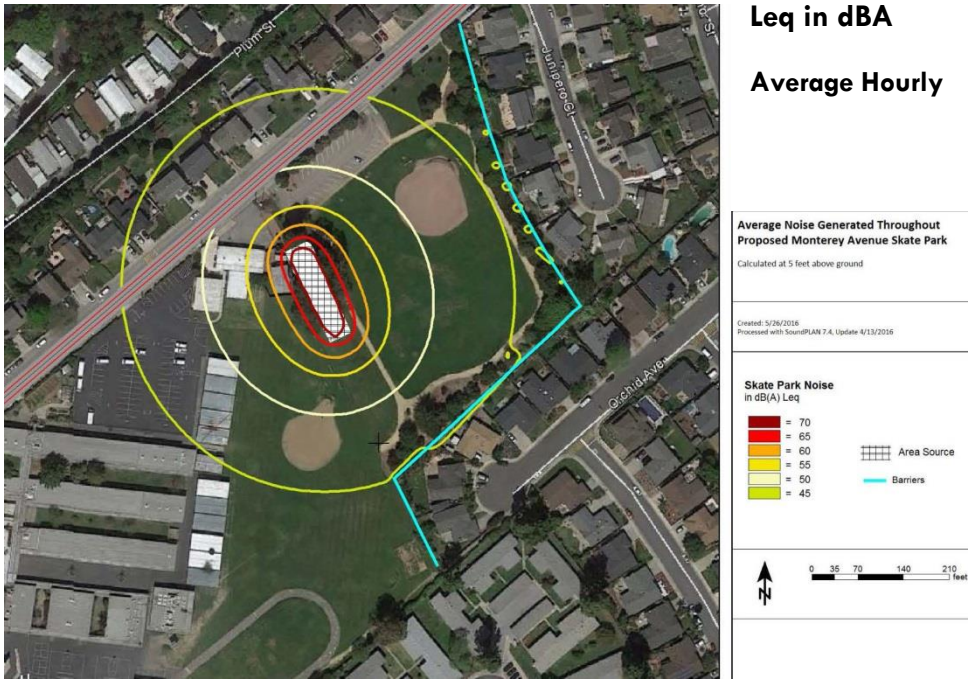 Leq in dBA
Average Hourly
Plum St
Junipero Ct
Orchid Ave
Average Noise Generated Throughout
Proposed Monterey Avenue Skate Park
Calculated at 5 feet above ground
Created: 5/26/2016
Processed with SoundPLAN 7.4, Update 4/13/2016
Skate Park Noise
in dB(A) Leq
= 70
= 65
= 60
= 55
= 50
= 45
Area Source
Barriers
N
0 35 70 140 210
feet